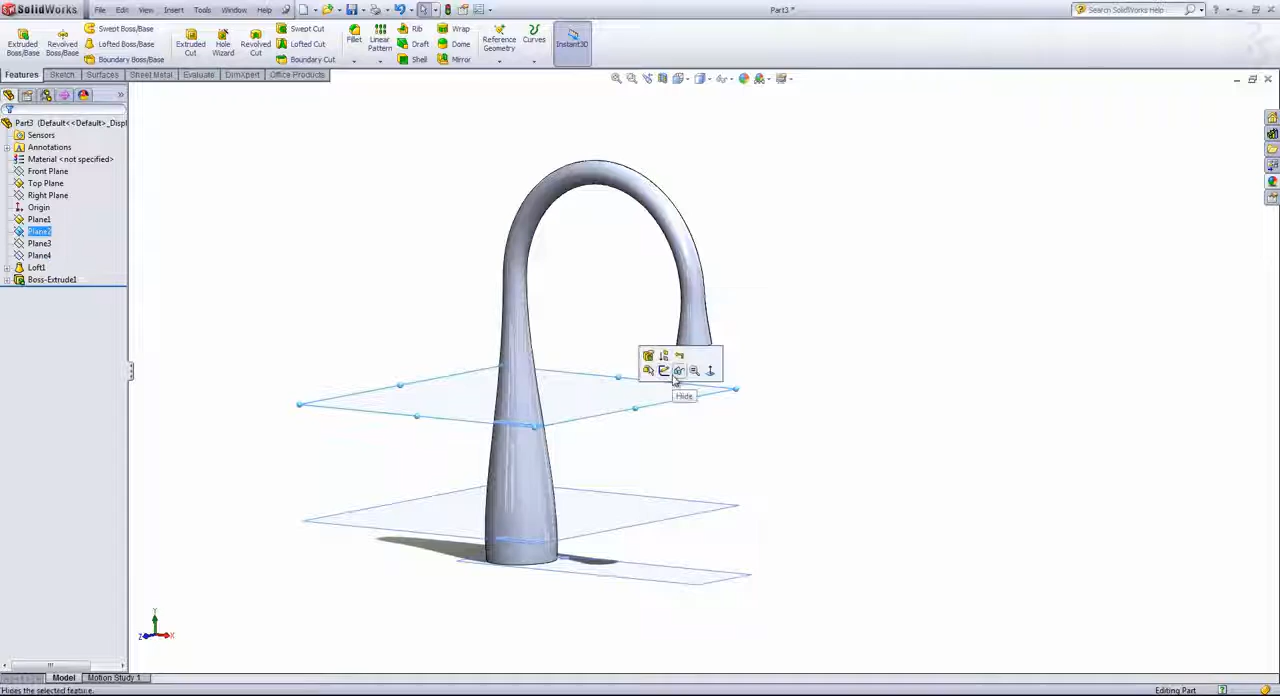 SolidWorks File Edit View Insert Tools Window Help Part3 * Search SolidWorks Help
Extruded Boss/Base
Revolved Boss/Base
Swept Boss/Base
Lofted Boss/Base
Boundary Boss/Base
Extruded Cut
Hole Wizard
Revolved Cut
Swept Cut
Lofted Cut
Boundary Cut
Fillet
Linear Pattern
Rib
Draft
Shell
Wrap
Dome
Mirror
Reference Geometry
Curves
Instant3D
Features Sketch Surfaces Sheet Metal Evaluate DimXpert Office Products
Part3 (Default<<Default>_Displ
Sensors
Annotations
Material <not specified>
Front Plane
Top Plane
Right Plane
Origin
Plane1
Plane2
Plane3
Plane4
Loft1
Boss-Extrude1
Hide
Y
Z X
Model Motion Study 1
Hides the selected feature. Editing Part